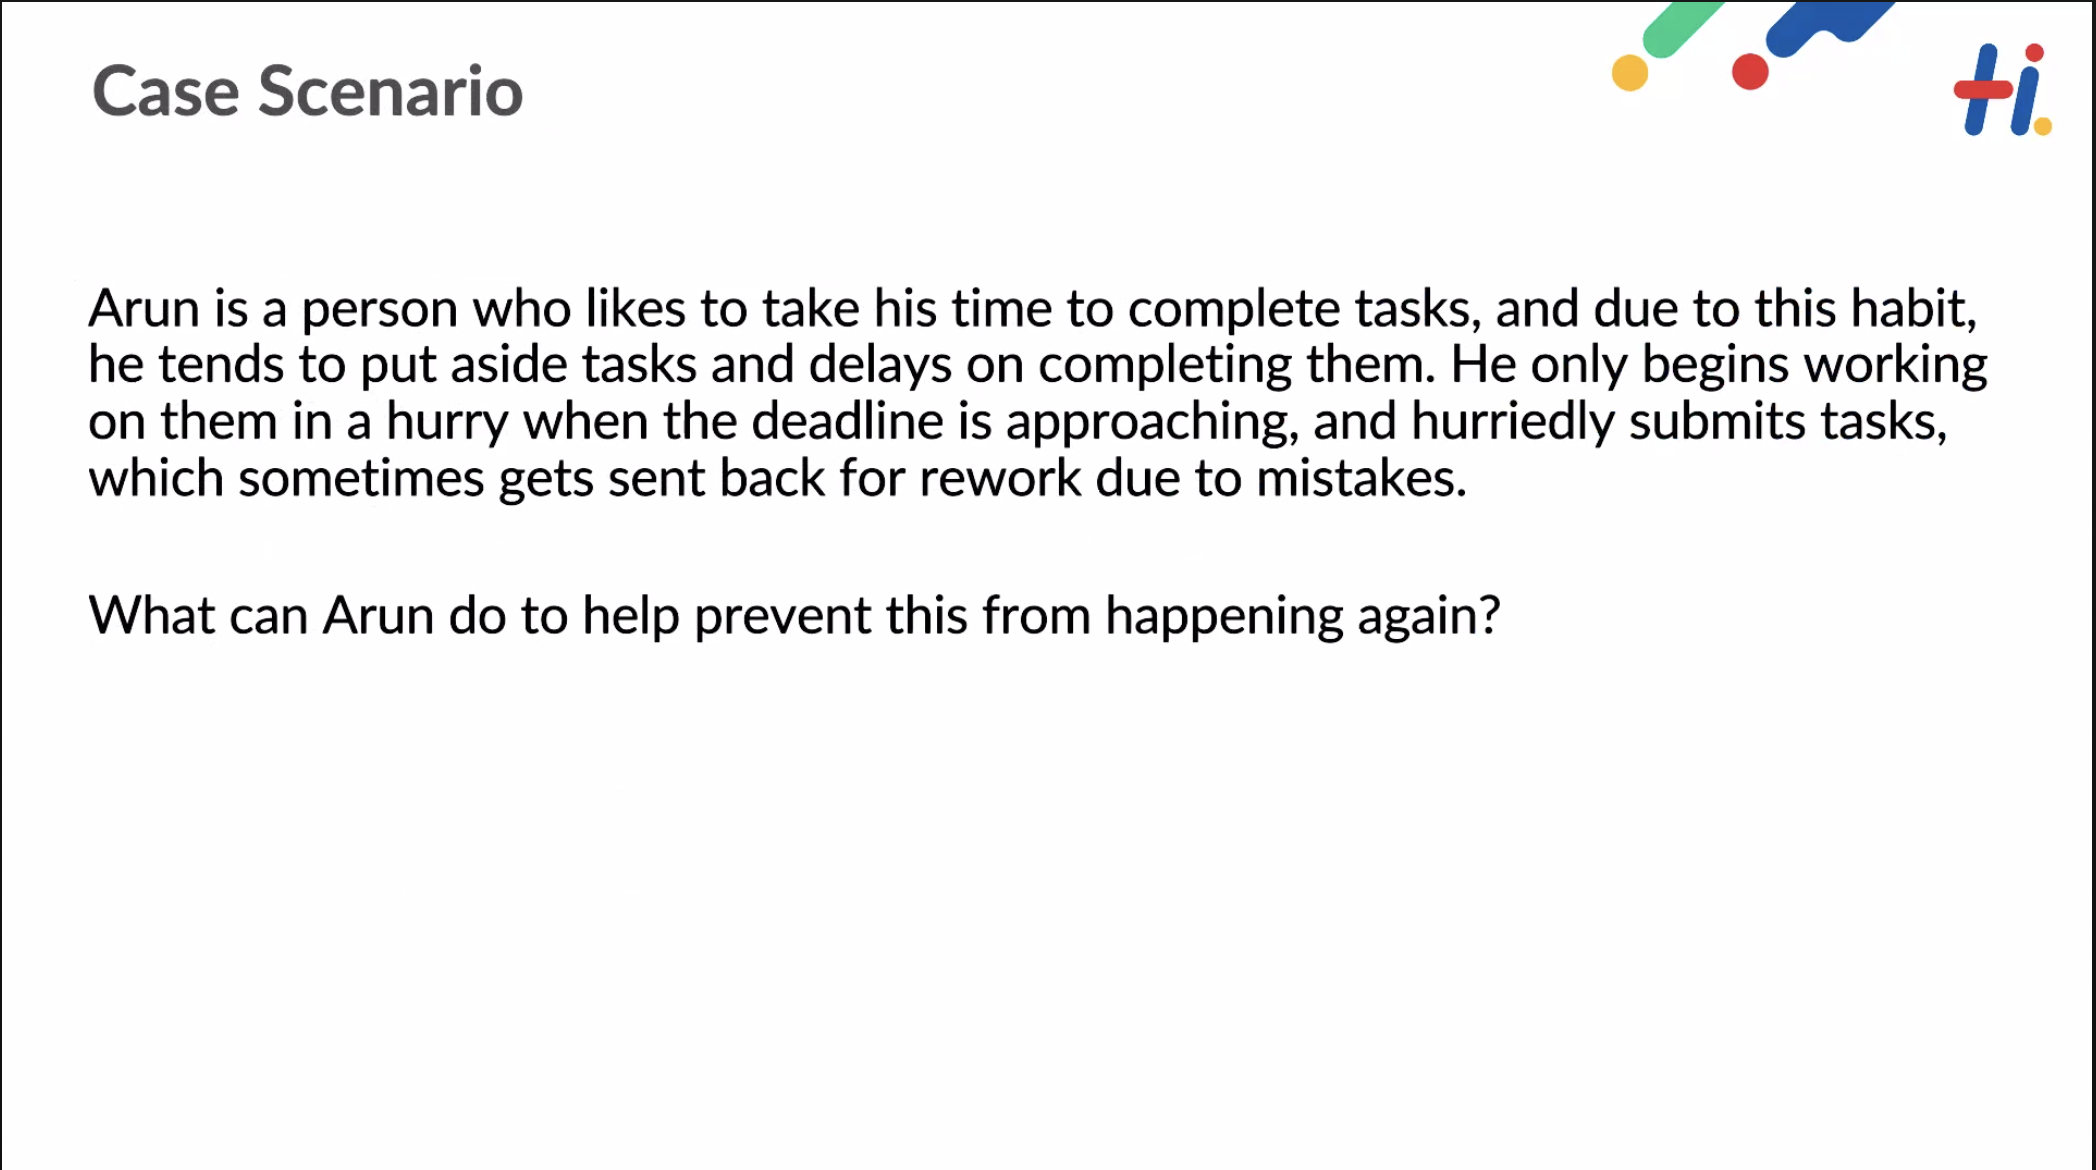 Case Scenario
Hi.
Arun is a person who likes to take his time to complete tasks, and due to this habit,
he tends to put aside tasks and delays on completing them. He only begins working
on them in a hurry when the deadline is approaching, and hurriedly submits tasks,
which sometimes gets sent back for rework due to mistakes.
What can Arun do to help prevent this from happening again?